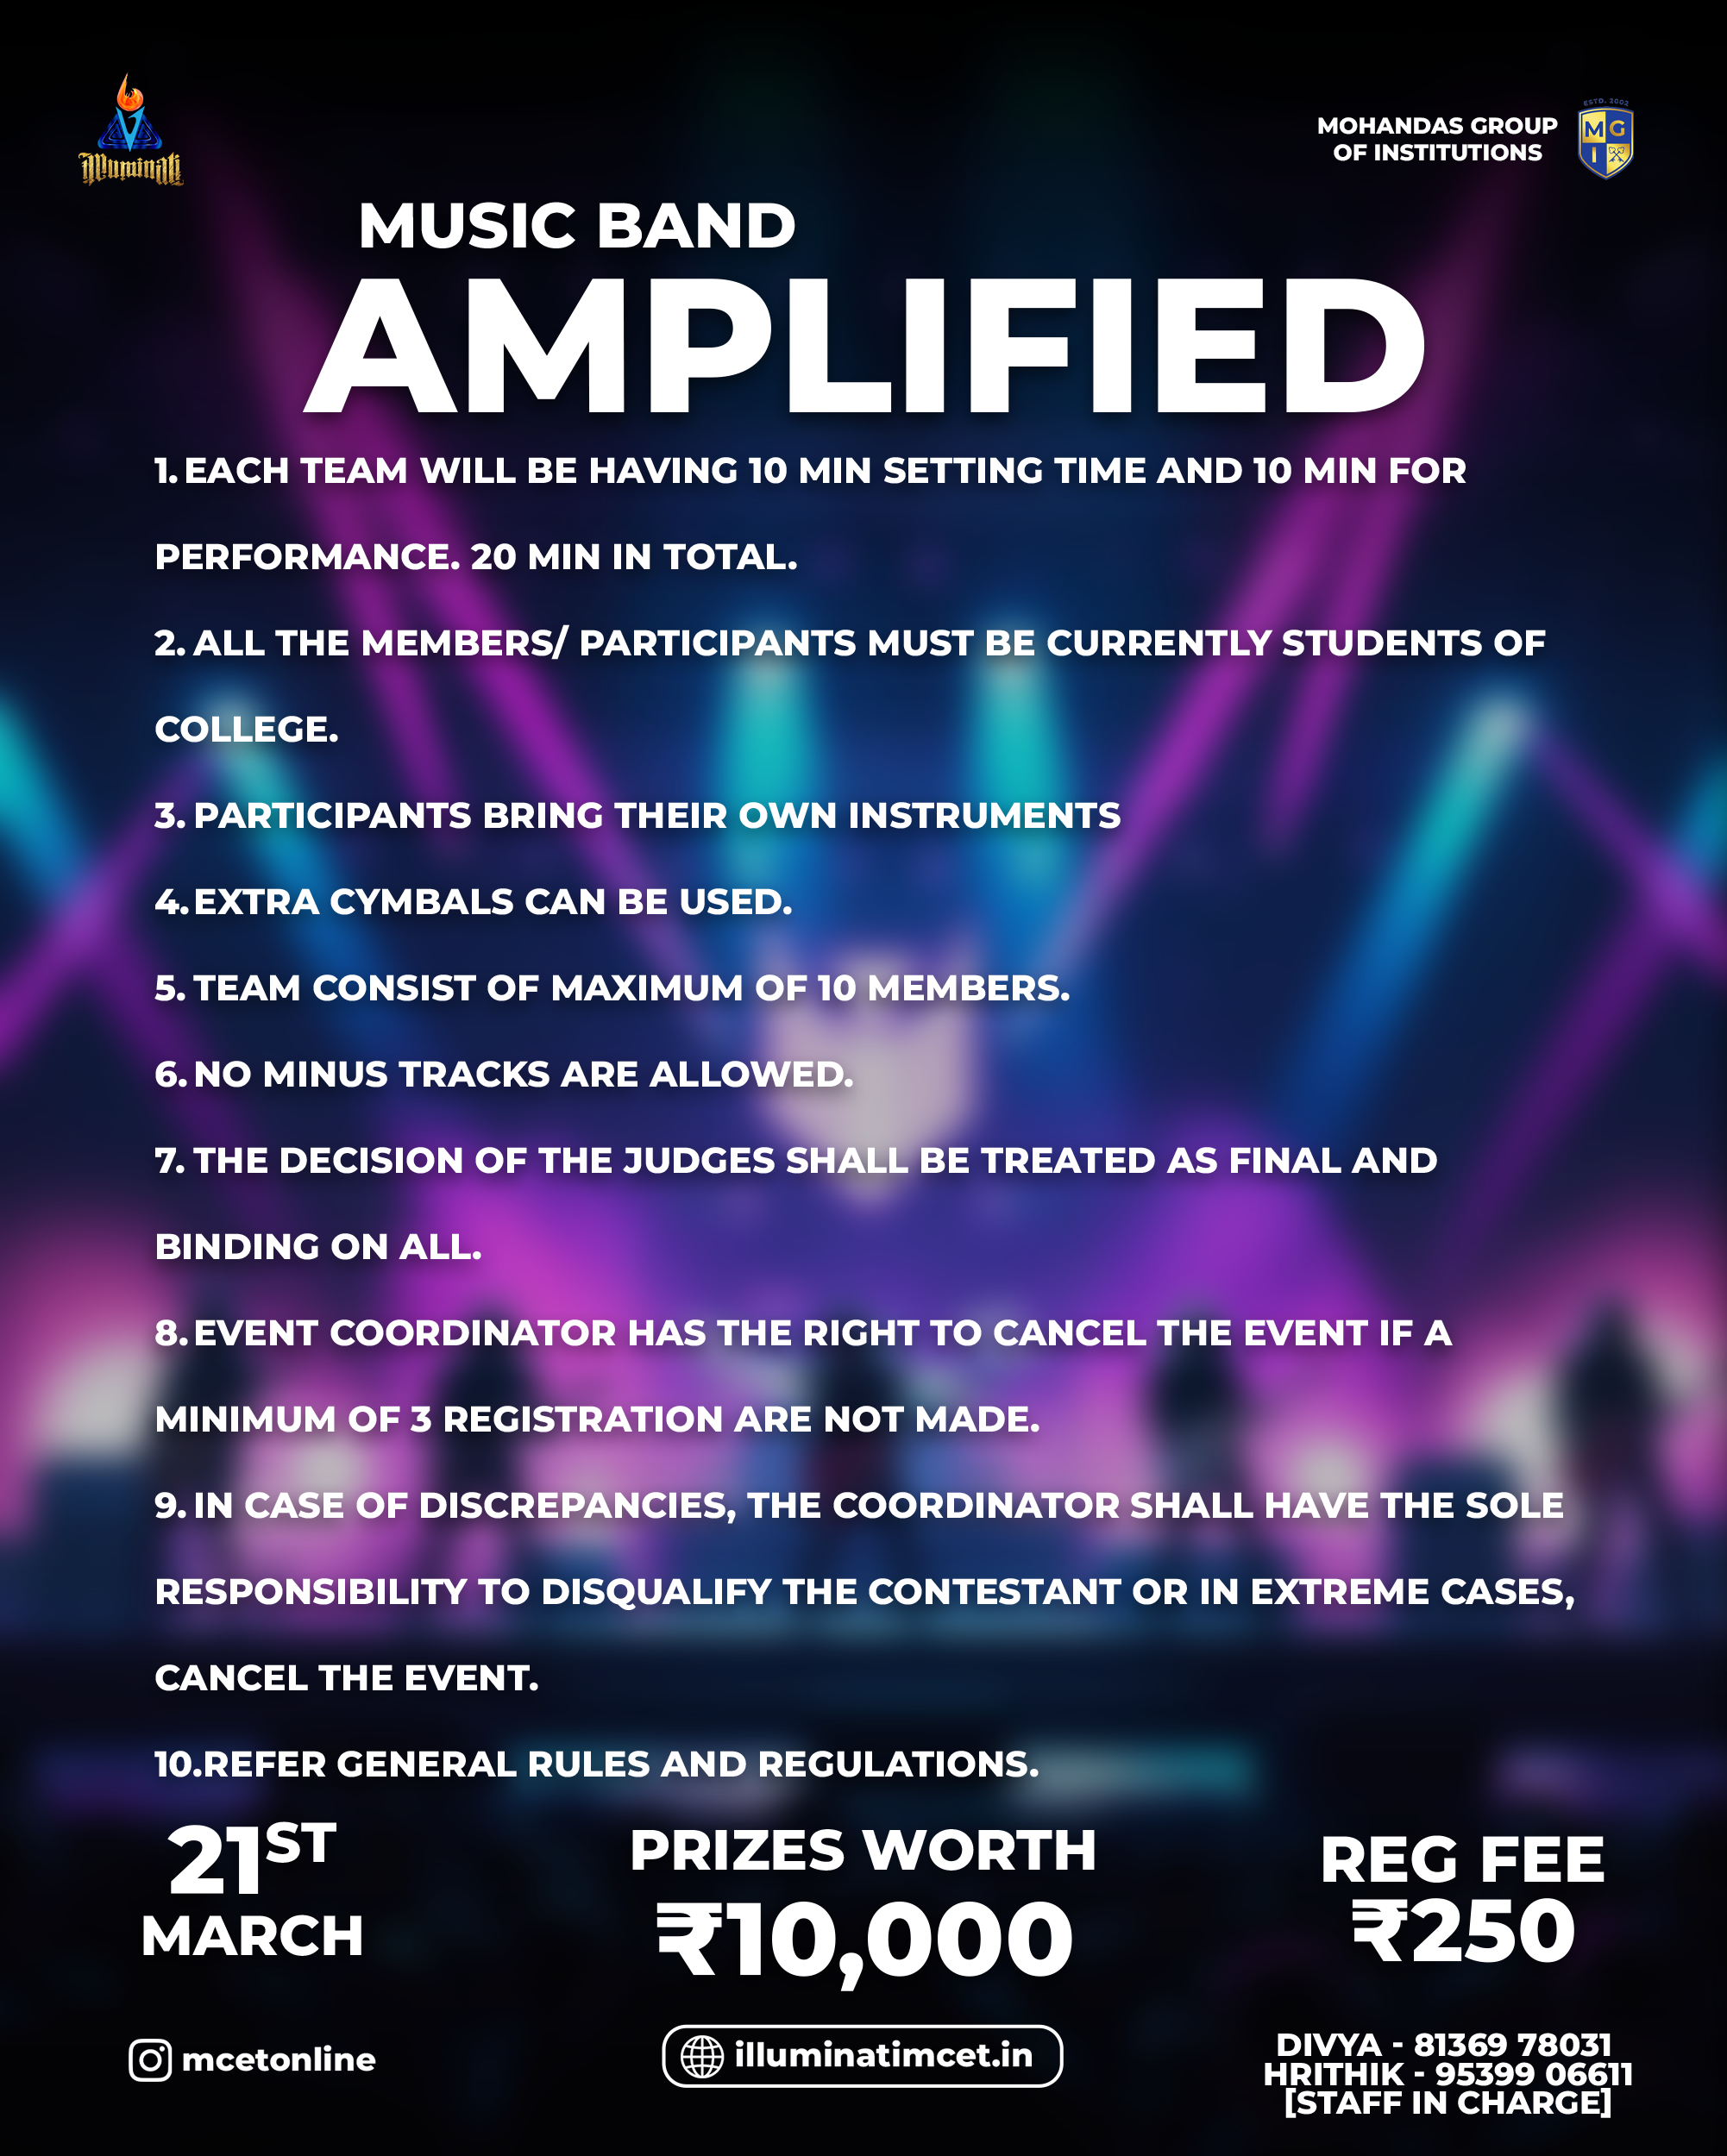 Illuminati
MOHANDAS GROUP
OF INSTITUTIONS
ESTD. 2002
M G
I
MUSIC BAND
AMPLIFIED
1. EACH TEAM WILL BE HAVING 10 MIN SETTING TIME AND 10 MIN FOR
PERFORMANCE. 20 MIN IN TOTAL.
2. ALL THE MEMBERS/ PARTICIPANTS MUST BE CURRENTLY STUDENTS OF
COLLEGE.
3. PARTICIPANTS BRING THEIR OWN INSTRUMENTS
4. EXTRA CYMBALS CAN BE USED.
5. TEAM CONSIST OF MAXIMUM OF 10 MEMBERS.
6. NO MINUS TRACKS ARE ALLOWED.
7. THE DECISION OF THE JUDGES SHALL BE TREATED AS FINAL AND
BINDING ON ALL.
8. EVENT COORDINATOR HAS THE RIGHT TO CANCEL THE EVENT IF A
MINIMUM OF 3 REGISTRATION ARE NOT MADE.
9. IN CASE OF DISCREPANCIES, THE COORDINATOR SHALL HAVE THE SOLE
RESPONSIBILITY TO DISQUALIFY THE CONTESTANT OR IN EXTREME CASES,
CANCEL THE EVENT.
10.REFER GENERAL RULES AND REGULATIONS.
21ST
MARCH
PRIZES WORTH
₹10,000
REG FEE
₹250
mcetonline
illuminatimcet.in
DIVYA - 81369 78031
HRITHIK - 95399 06611
[STAFF IN CHARGE]